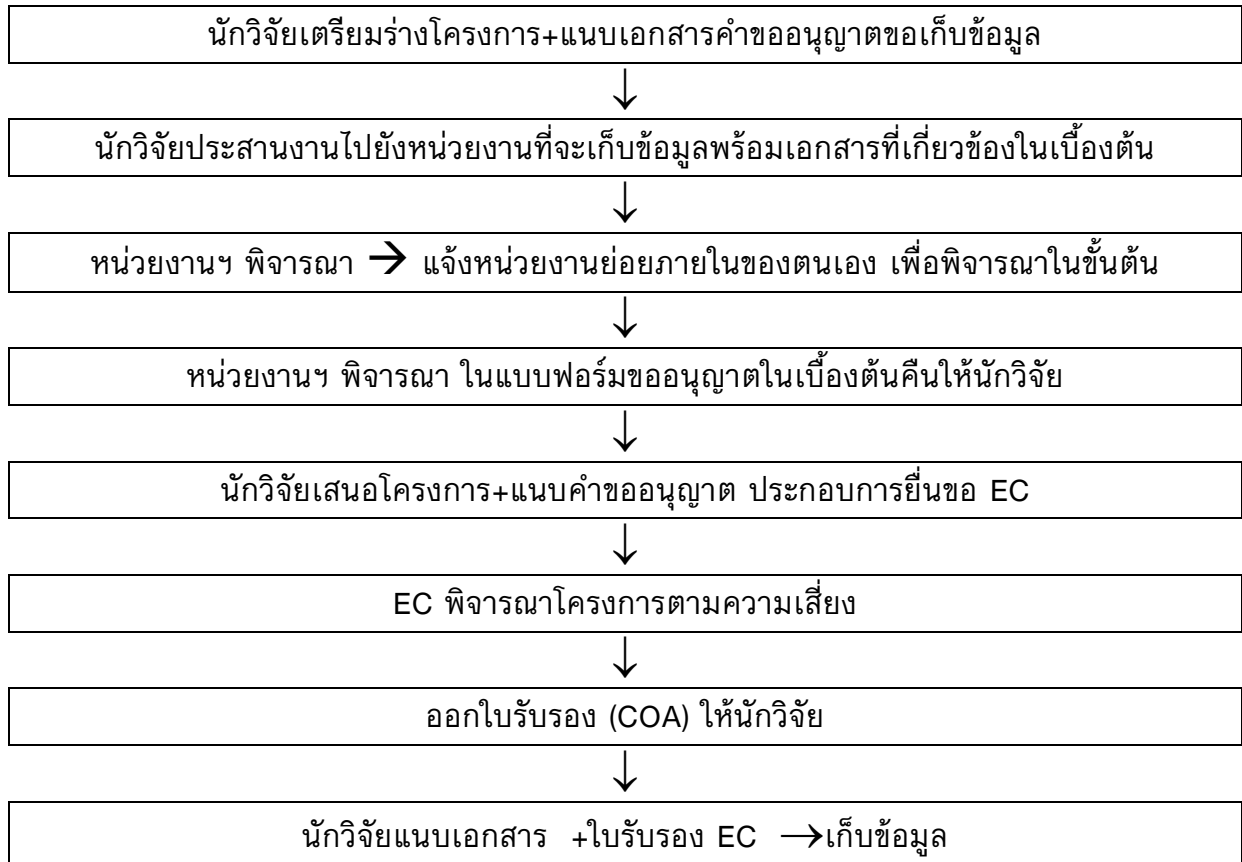 นักวิจัยเตรียมร่างโครงการ+แนบเอกสารคำขออนุญาตขอเก็บข้อมูล
↓
นักวิจัยประสานงานไปยังหน่วยงานที่จะเก็บข้อมูลพร้อมเอกสารที่เกี่ยวข้องในเบื้องต้น
↓
หน่วยงานฯ พิจารณา → แจ้งหน่วยงานย่อยภายในของตนเอง เพื่อพิจารณาในขั้นต้น
↓
หน่วยงานฯ พิจารณา ในแบบฟอร์มขออนุญาตในเบื้องต้นคืนให้นักวิจัย
↓
นักวิจัยเสนอโครงการ+แนบคำขออนุญาต ประกอบการยื่นขอ EC
↓
EC พิจารณาโครงการตามความเสี่ยง
↓
ออกใบรับรอง (COA) ให้นักวิจัย
↓
นักวิจัยแนบเอกสาร +ใบรับรอง EC →เก็บข้อมูล